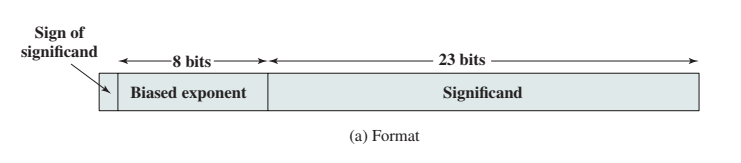 Sign of
significand
8 bits
23 bits
Biased exponent
Significand
(a) Format